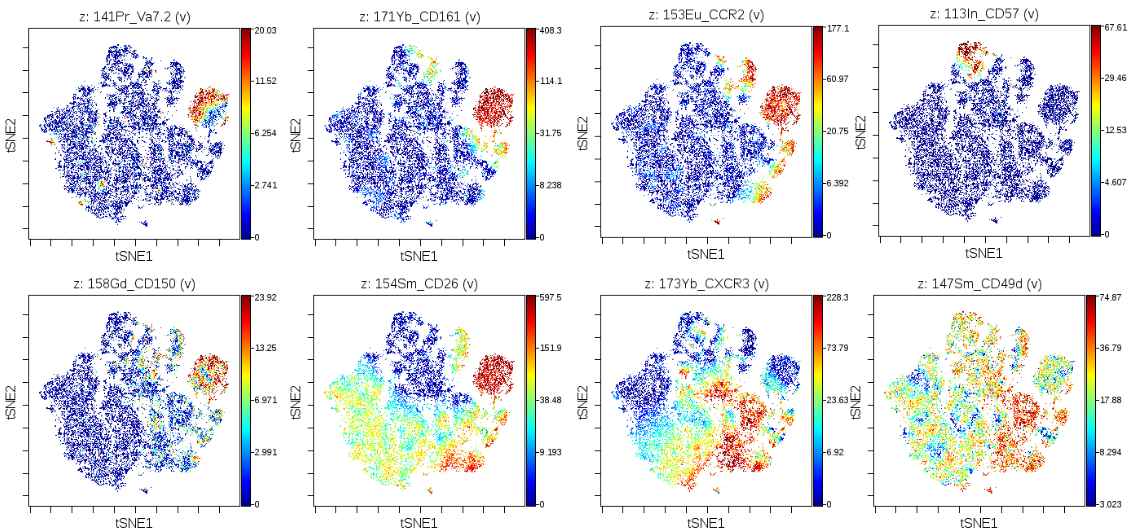 z: 141Pr_Va7.2 (v)
20.03
11.52
6.254
2.741
0
tSNE2
tSNE1
z: 171Yb_CD161 (v)
408.3
114.1
31.75
8.238
0
tSNE2
tSNE1
z: 153Eu_CCR2 (v)
177.1
60.97
20.75
6.392
0
tSNE2
tSNE1
z: 113In_CD57 (v)
67.61
29.46
12.53
4.607
0
tSNE2
tSNE1
z: 158Gd_CD150 (v)
23.92
13.25
6.971
2.991
0
tSNE2
tSNE1
z: 154Sm_CD26 (v)
597.5
151.9
38.48
9.193
0
tSNE2
tSNE1
z: 173Yb_CXCR3 (v)
228.3
73.79
23.63
6.92
0
tSNE2
tSNE1
z: 147Sm_CD49d (v)
74.87
36.79
17.88
8.294
3.023
tSNE2
tSNE1